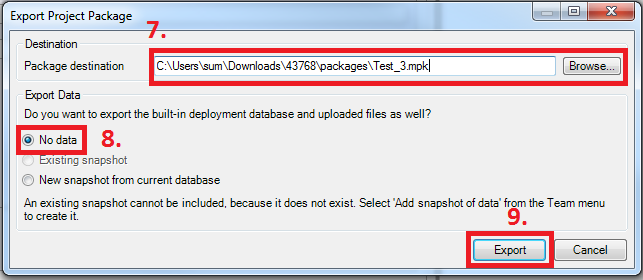 Export Project Package
7.
Destination
Package destination
C:\Users\sum\Downloads\43768\packages\Test_3.mpk
Browse...
Export Data
Do you want to export the built-in deployment database and uploaded files as well?
No data
8.
Existing snapshot
New snapshot from current database
An existing snapshot cannot be included, because it does not exist. Select 'Add snapshot of data' from the Team menu
to create it.
9.
Export
Cancel